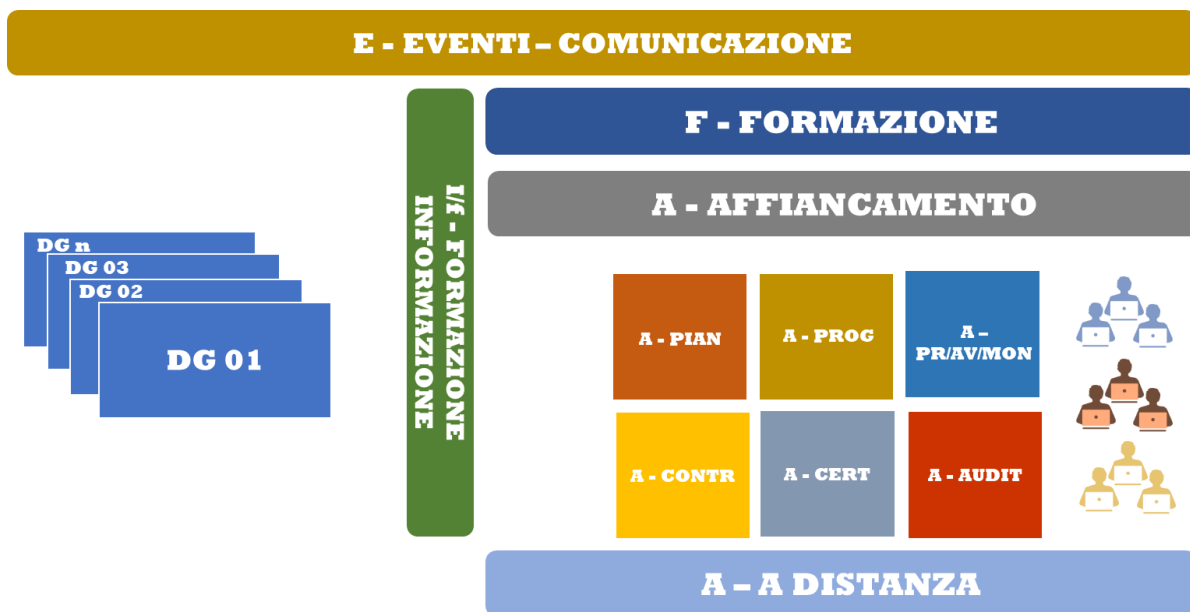 E - EVENTI – COMUNICAZIONE
F - FORMAZIONE
A - AFFIANCAMENTO
I/f - FORMAZIONE
INFORMAZIONE
DG n
DG 03
DG 02
DG 01
A - PIAN
A - PROG
A –
PR/AV/MON
A - CONTR
A - CERT
A - AUDIT
A – A DISTANZA